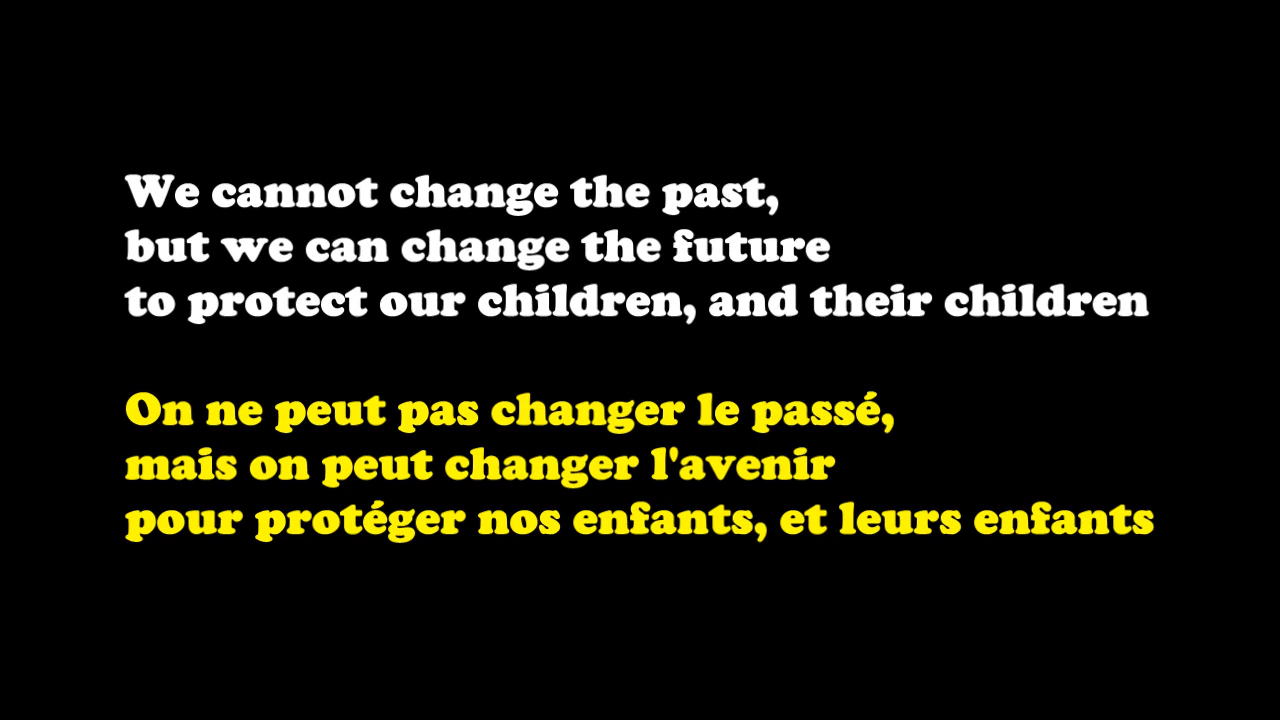 We cannot change the past,
but we can change the future
to protect our children, and their children
On ne peut pas changer le passé,
mais on peut changer l'avenir
pour protéger nos enfants, et leurs enfants